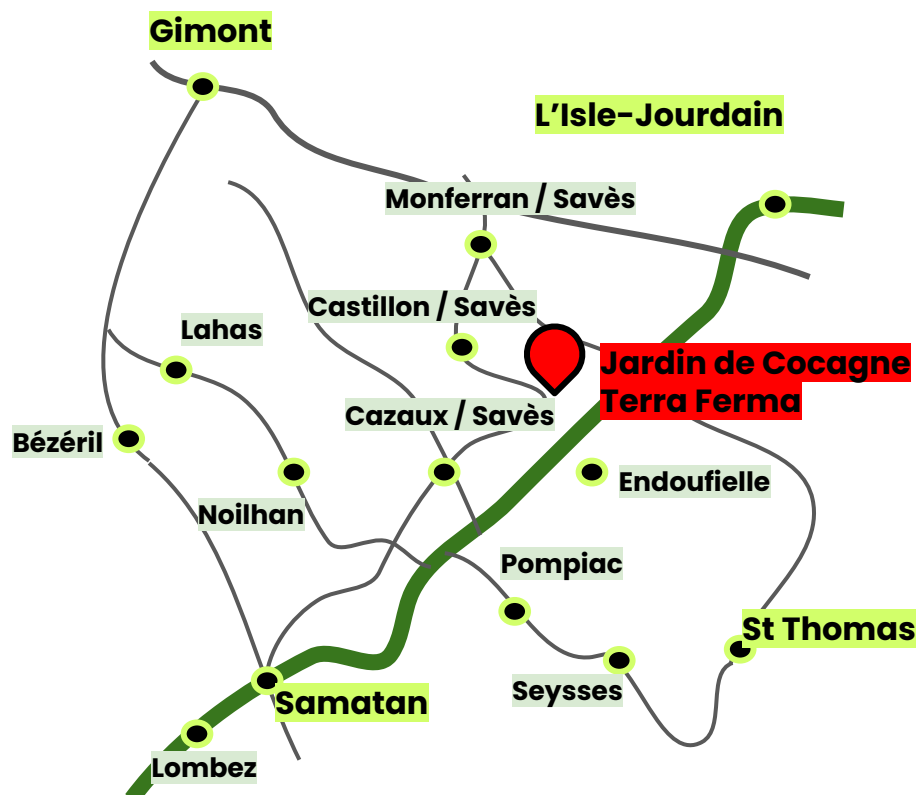 Gimont
L’Isle-Jourdain
Monferran / Savès
Castillon / Savès
Lahas
Jardin de Cocagne
Terra Ferma
Cazaux / Savès
Bézéril
Endoufielle
Noilhan
Pompiac
St Thomas
Seysses
Samatan
Lombez